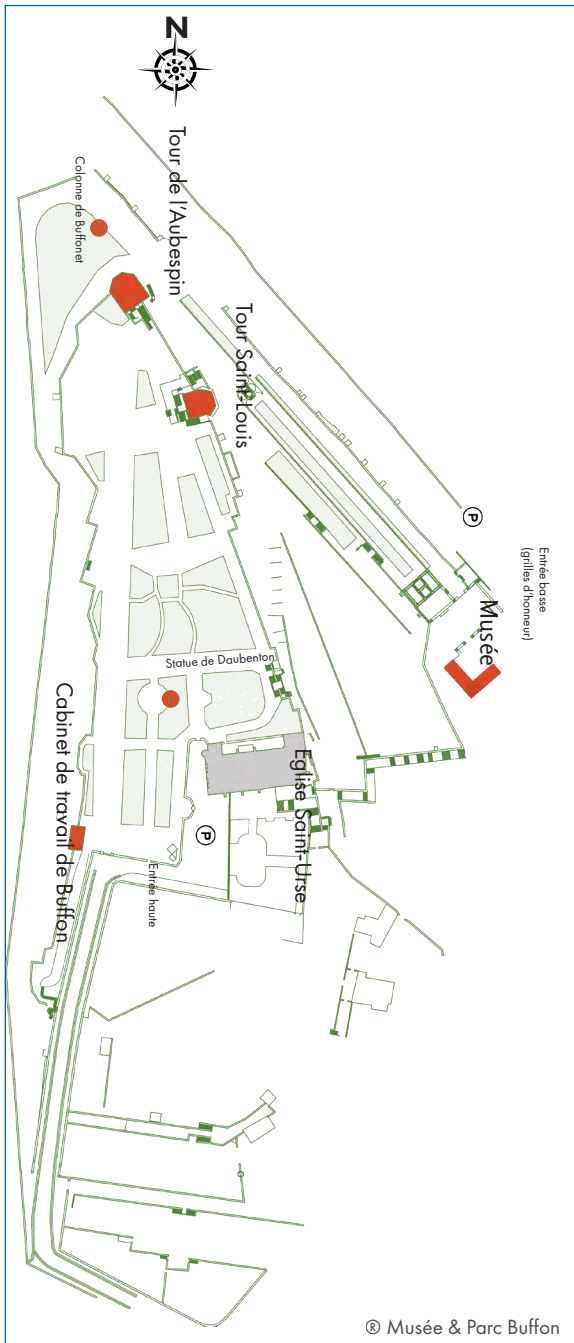 N
Tour de l'Aubespin
Colonne de Buffonet
Tour Saint-Louis
P
Entrée basse
(grilles d'honneur)
Musée
Statue de Daubenton
Eglise Saint-Urse
Cabinet de travail de Buffon
P
Entrée haute
® Musée & Parc Buffon